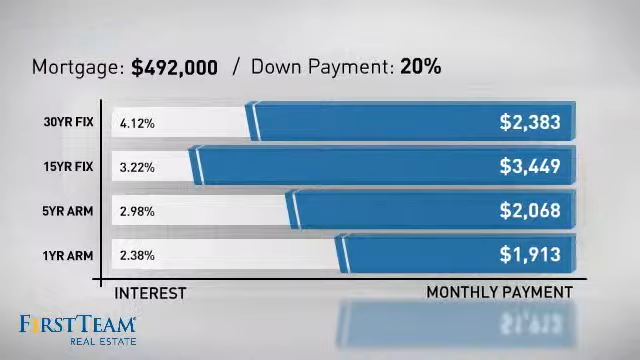 Mortgage: $492,000 / Down Payment: 20%
30YR FIX 4.12% $2,383
15YR FIX 3.22% $3,449
5YR ARM 2.98% $2,068
1YR ARM 2.38% $1,913
INTEREST MONTHLY PAYMENT
FIRSTTEAM®
REAL ESTATE